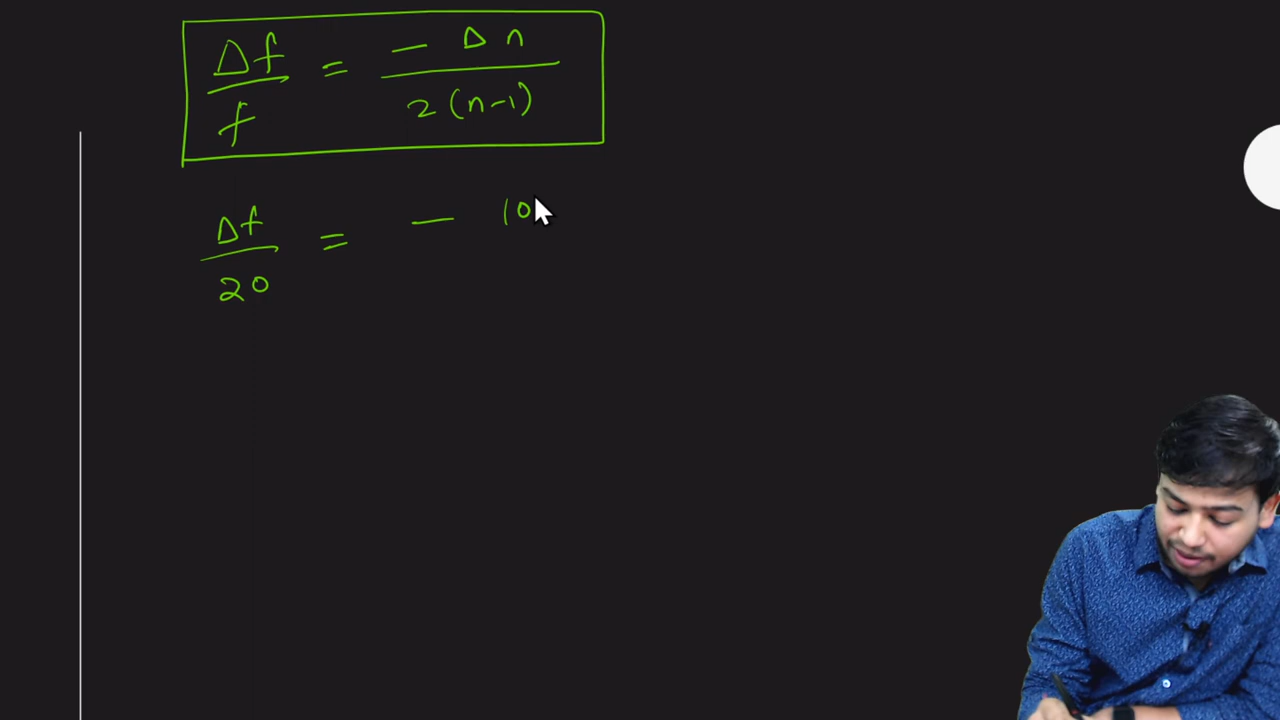 Δf/f = -Δn/2(n-1)
Δf/20 = - 10